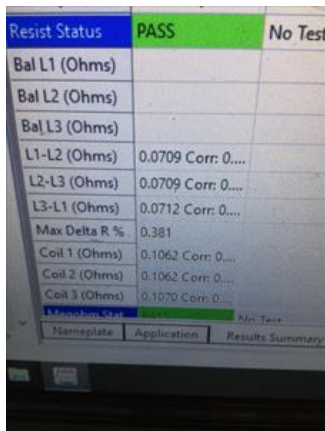 Resist Status PASS No Test
Bal L1 (Ohms)
Bal L2 (Ohms)
Bal L3 (Ohms)
L1-L2 (Ohms) 0.0709 Corr: 0....
L2-L3 (Ohms) 0.0709 Corr: 0....
L3-L1 (Ohms) 0.0712 Corr: 0....
Max Delta R % 0.381
Coil 1 (Ohms) 0.1062 Corr: 0....
Coil 2 (Ohms) 0.1062 Corr: 0....
Coil 3 (Ohms) 0.1070 Corr: 0....
Megohm Stat PASS No Test
Nameplate Application Results Summary